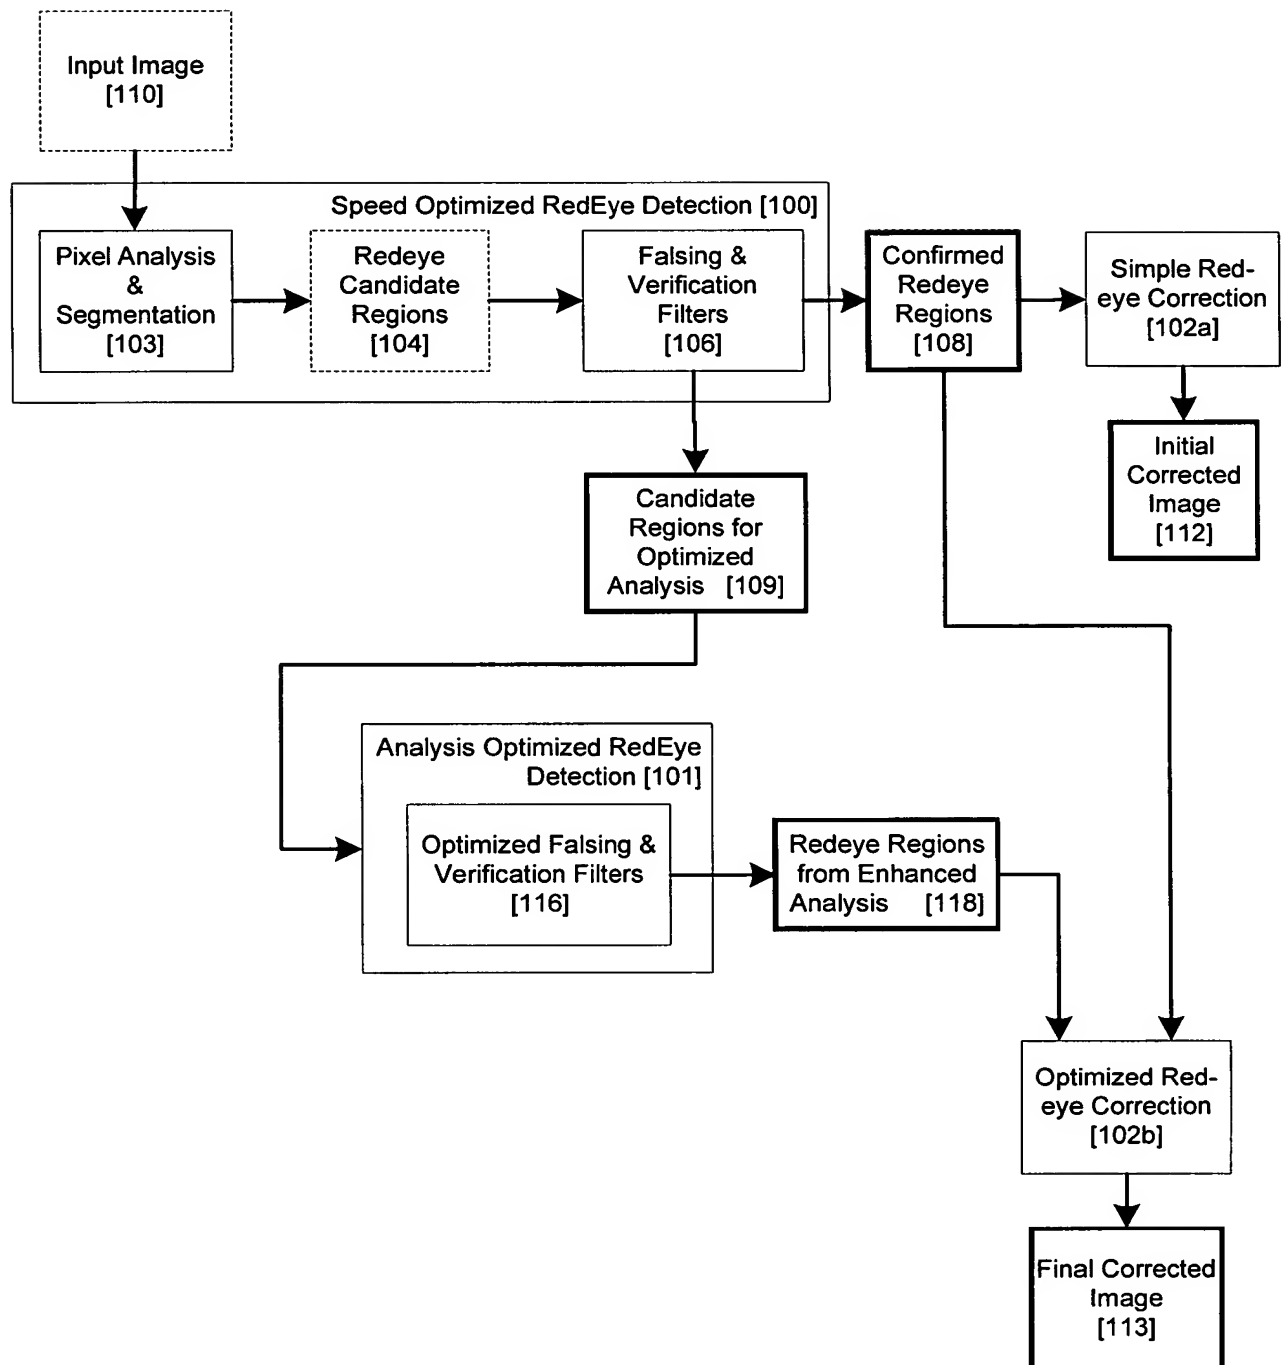 Input Image
[110]
Speed Optimized RedEye Detection [100]
Pixel Analysis
&
Segmentation
[103]
Redeye
Candidate
Regions
[104]
Falsing &
Verification
Filters
[106]
Confirmed
Redeye
Regions
[108]
Simple Red-
eye Correction
[102a]
Initial
Corrected
Image
[112]
Candidate
Regions for
Optimized
Analysis [109]
Analysis Optimized RedEye
Detection [101]
Optimized Falsing &
Verification Filters
[116]
Redeye Regions
from Enhanced
Analysis [118]
Optimized Red-
eye Correction
[102b]
Final Corrected
Image
[113]